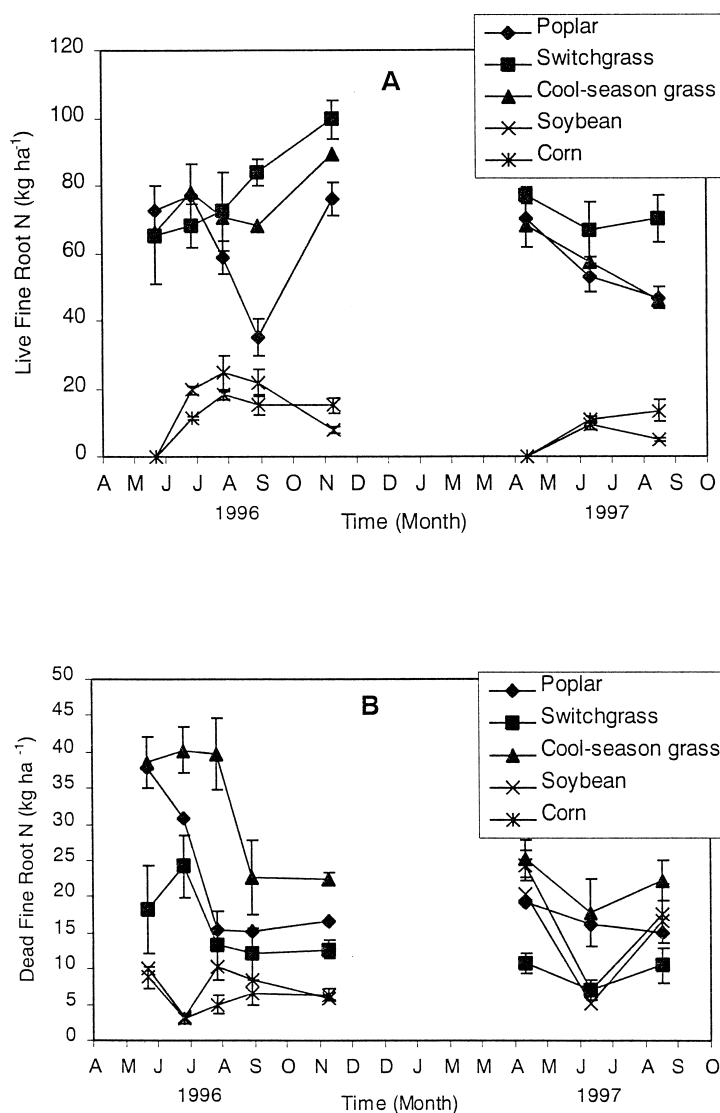 Poplar
Switchgrass
Cool-season grass
Soybean
Corn
A
Live Fine Root N (kg ha-1)
120
100
80
60
40
20
0
A M J J A S O N D D J M M A M J J A S O
1996 Time (Month) 1997
Poplar
Switchgrass
Cool-season grass
Soybean
Corn
B
Dead Fine Root N (kg ha -1)
50
45
40
35
30
25
20
15
10
5
0
A M J J A S O N D D J M M A M J J A S O
1996 Time (Month) 1997